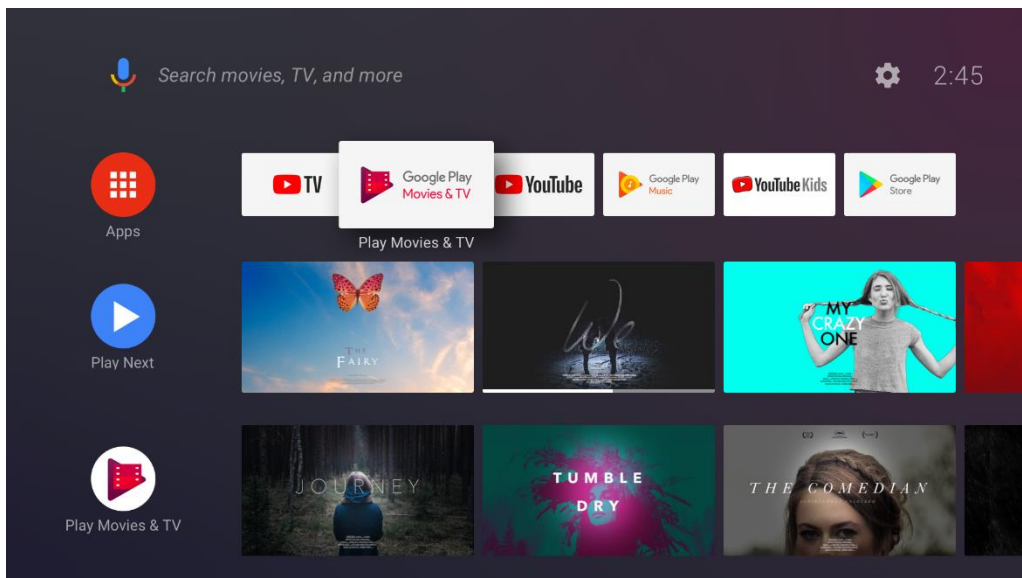 Search movies, TV, and more
2:45
Apps
TV
Google Play
Movies & TV
YouTube
Google Play
Music
YouTube Kids
Google Play
Store
Play Movies & TV
Play Next
THE
FAIRY
We
MY
CRAZY
ONE
Play Movies & TV
JOURNEY
TUMBLE
DRY
THE COMEDIAN